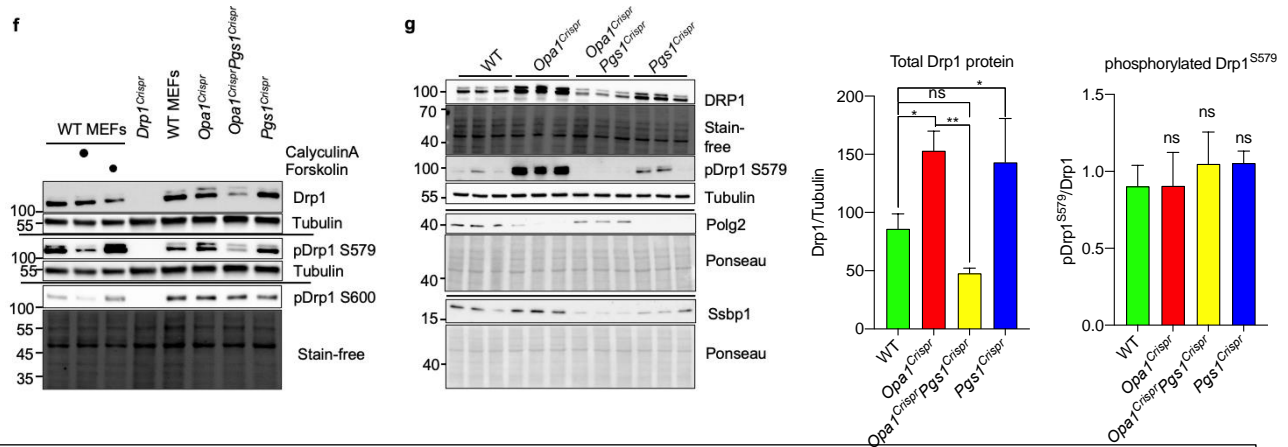 f
WT MEFs
Drp1Crispr
WT MEFs
Opa1Crispr
Opa1CrisprPgs1Crispr
Pgs1Crispr
CalyculinA
Forskolin
100
Drp1
55
Tubulin
100
pDrp1 S579
55
Tubulin
100
pDrp1 S600
55
45
35
Stain-free
g
WT
Opa1Crispr
Opa1Crispr
Pgs1Crispr
Pgs1Crispr
100
DRP1
70
40
Stain-
free
100
pDrp1 S579
55
Tubulin
40
Polg2
40
Ponseau
15
Ssbp1
40
Ponseau
Total Drp1 protein
Drp1/Tubulin
200
150
100
50
0
*
ns
*
**
WT
Opa1Crispr
Opa1CrisprPgs1Crispr
Pgs1Crispr
phosphorylated Drp1S579
pDrp1S579/Drp1
1.5
1.0
0.5
0.0
ns
ns
ns
WT
Opa1Crispr
Opa1CrisprPgs1Crispr
Pgs1Crispr